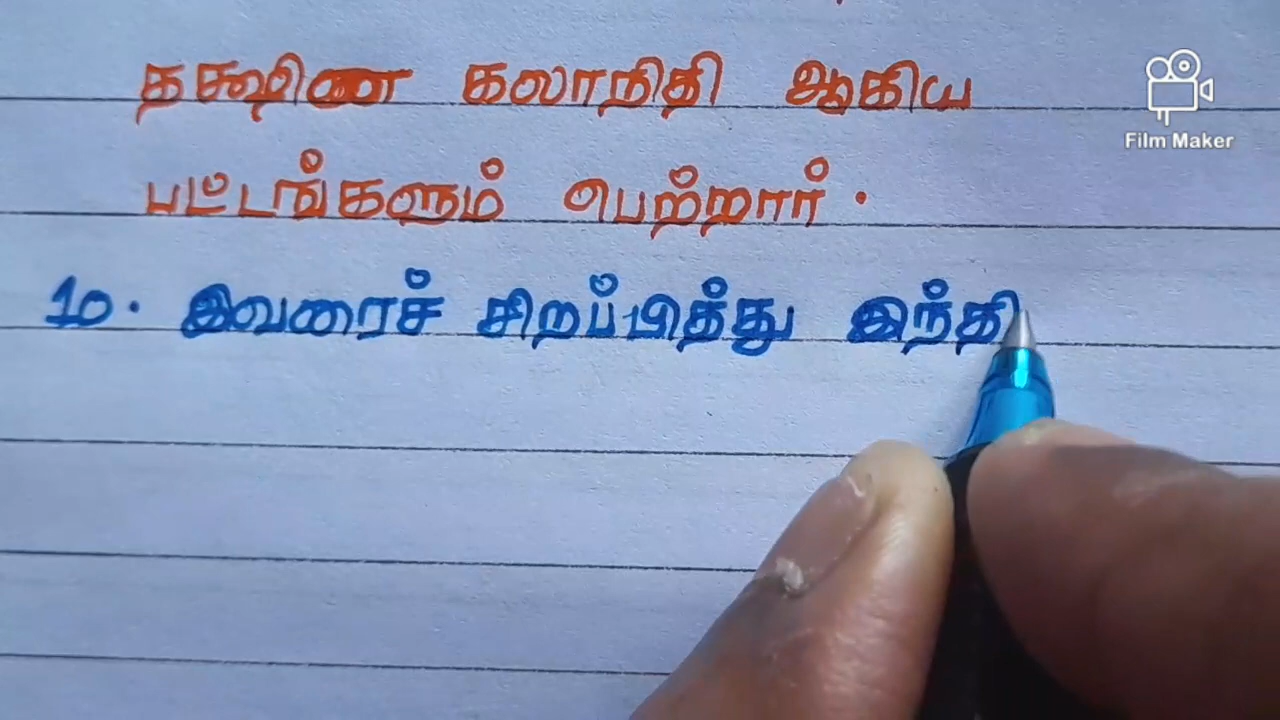 தக்ஷிண கலாநிதி ஆகிய
Film Maker
பட்டங்களும் பெற்றார்.
10. இவரைச் சிறப்பித்து இந்தி